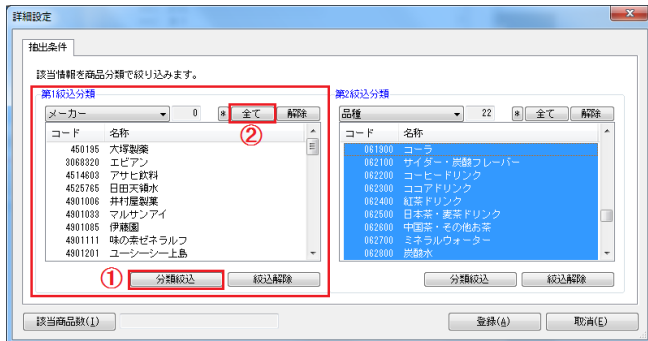 詳細設定
抽出条件
該当情報を商品分類で絞り込みます。
第1絞込分類
メーカー 0 * 全て 解除
②
コード 名称
450195 大塚製薬
3068320 エビアン
4514603 アサヒ飲料
4525765 日田天領水
4901006 井村屋製菓
4901033 マルサンアイ
4901085 伊藤園
4901111 味の素ゼネラルフ
4901201 ユーシーシー上島
① 分類絞込 絞込解除
第2絞込分類
品種 22 * 全て 解除
コード 名称
061900 コーラ
062100 サイダー・炭酸フレーバー
062200 コーヒードリンク
062300 ココアドリンク
062400 紅茶ドリンク
062500 日本茶・麦茶ドリンク
062600 中国茶・その他お茶
062700 ミネラルウォーター
062800 炭酸水
分類絞込 絞込解除
該当商品数(I) 登録(A) 取消(E)